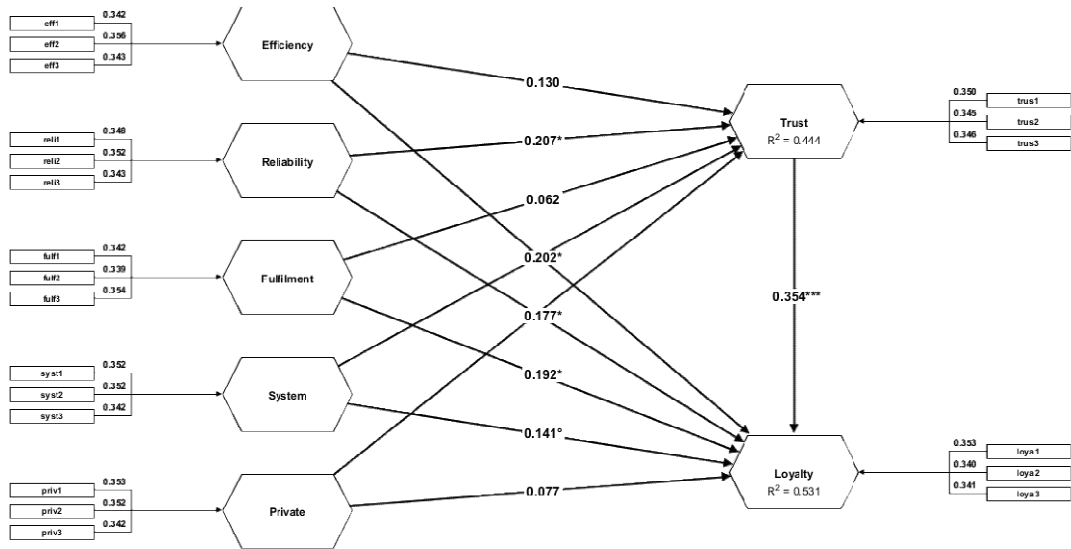 eff1
0.342
eff2
0.356
eff3
0.343
Efficiency
reli1
0.348
reli2
0.352
reli3
0.343
Reliability
fulf1
0.342
fulf2
0.339
fulf3
0.354
Fulfilment
syst1
0.352
syst2
0.352
syst3
0.342
System
priv1
0.353
priv2
0.352
priv3
0.342
Private
0.130
0.207*
0.062
0.202*
0.177*
0.192*
0.141°
0.077
0.354***
Trust
R² = 0.444
0.350
trus1
0.345
trus2
0.346
trus3
Loyalty
R² = 0.531
0.353
loya1
0.340
loya2
0.341
loya3